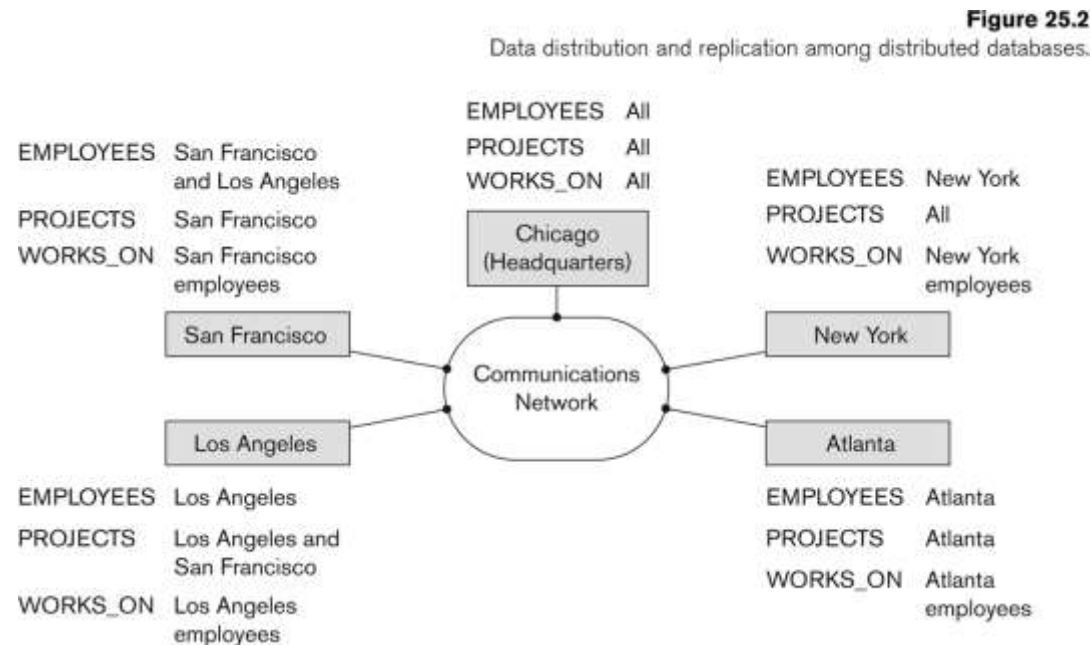 Figure 25.2
Data distribution and replication among distributed databases.
EMPLOYEES All
PROJECTS All
WORKS_ON All
Chicago
(Headquarters)
EMPLOYEES San Francisco
and Los Angeles
PROJECTS San Francisco
WORKS_ON San Francisco
employees
San Francisco
EMPLOYEES New York
PROJECTS All
WORKS_ON New York
employees
New York
Communications
Network
Los Angeles
EMPLOYEES Los Angeles
PROJECTS Los Angeles and
San Francisco
WORKS_ON Los Angeles
employees
Atlanta
EMPLOYEES Atlanta
PROJECTS Atlanta
WORKS_ON Atlanta
employees